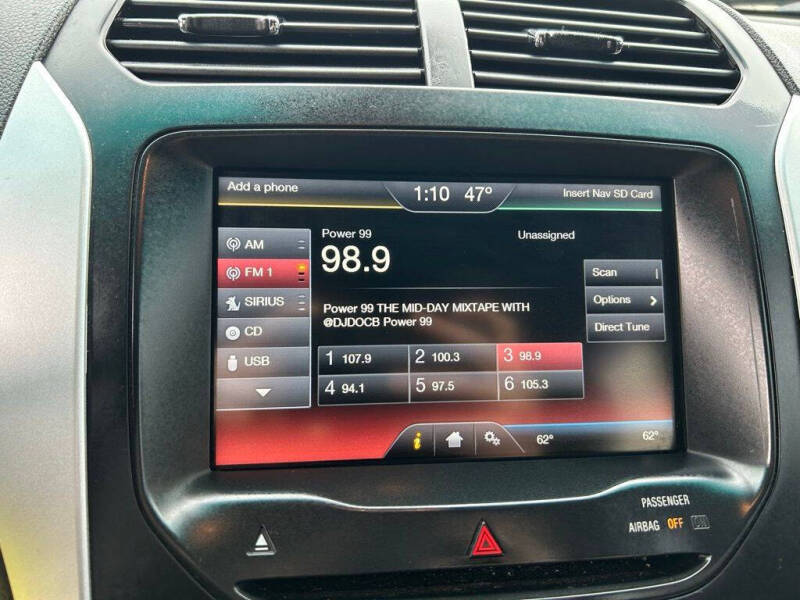 Add a phone
1:10 47°
Insert Nav SD Card
AM
FM 1
SIRIUS
CD
USB
Power 99
98.9
Unassigned
Power 99 THE MID-DAY MIXTAPE WITH
@DJDOCB Power 99
Scan
Options
Direct Tune
1 107.9
2 100.3
3 98.9
4 94.1
5 97.5
6 105.3
i
62°
62°
PASSENGER
AIRBAG OFF